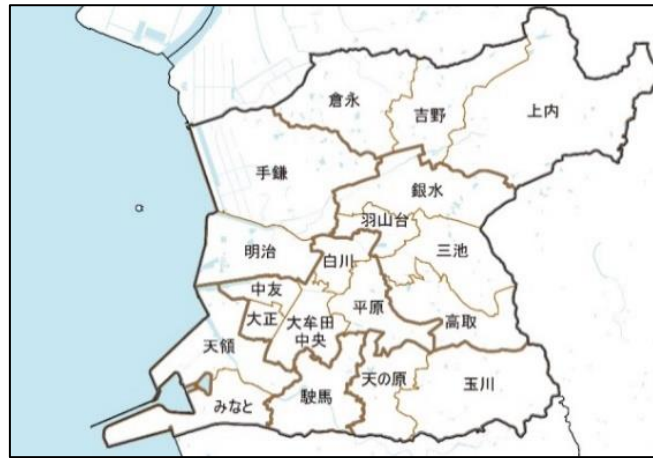 倉永
吉野
上内
手鎌
銀水
羽山台
明治
白川
三池
中友
平原
大正
大牟田
中央
高取
天領
天の原
玉川
駛馬
みなと